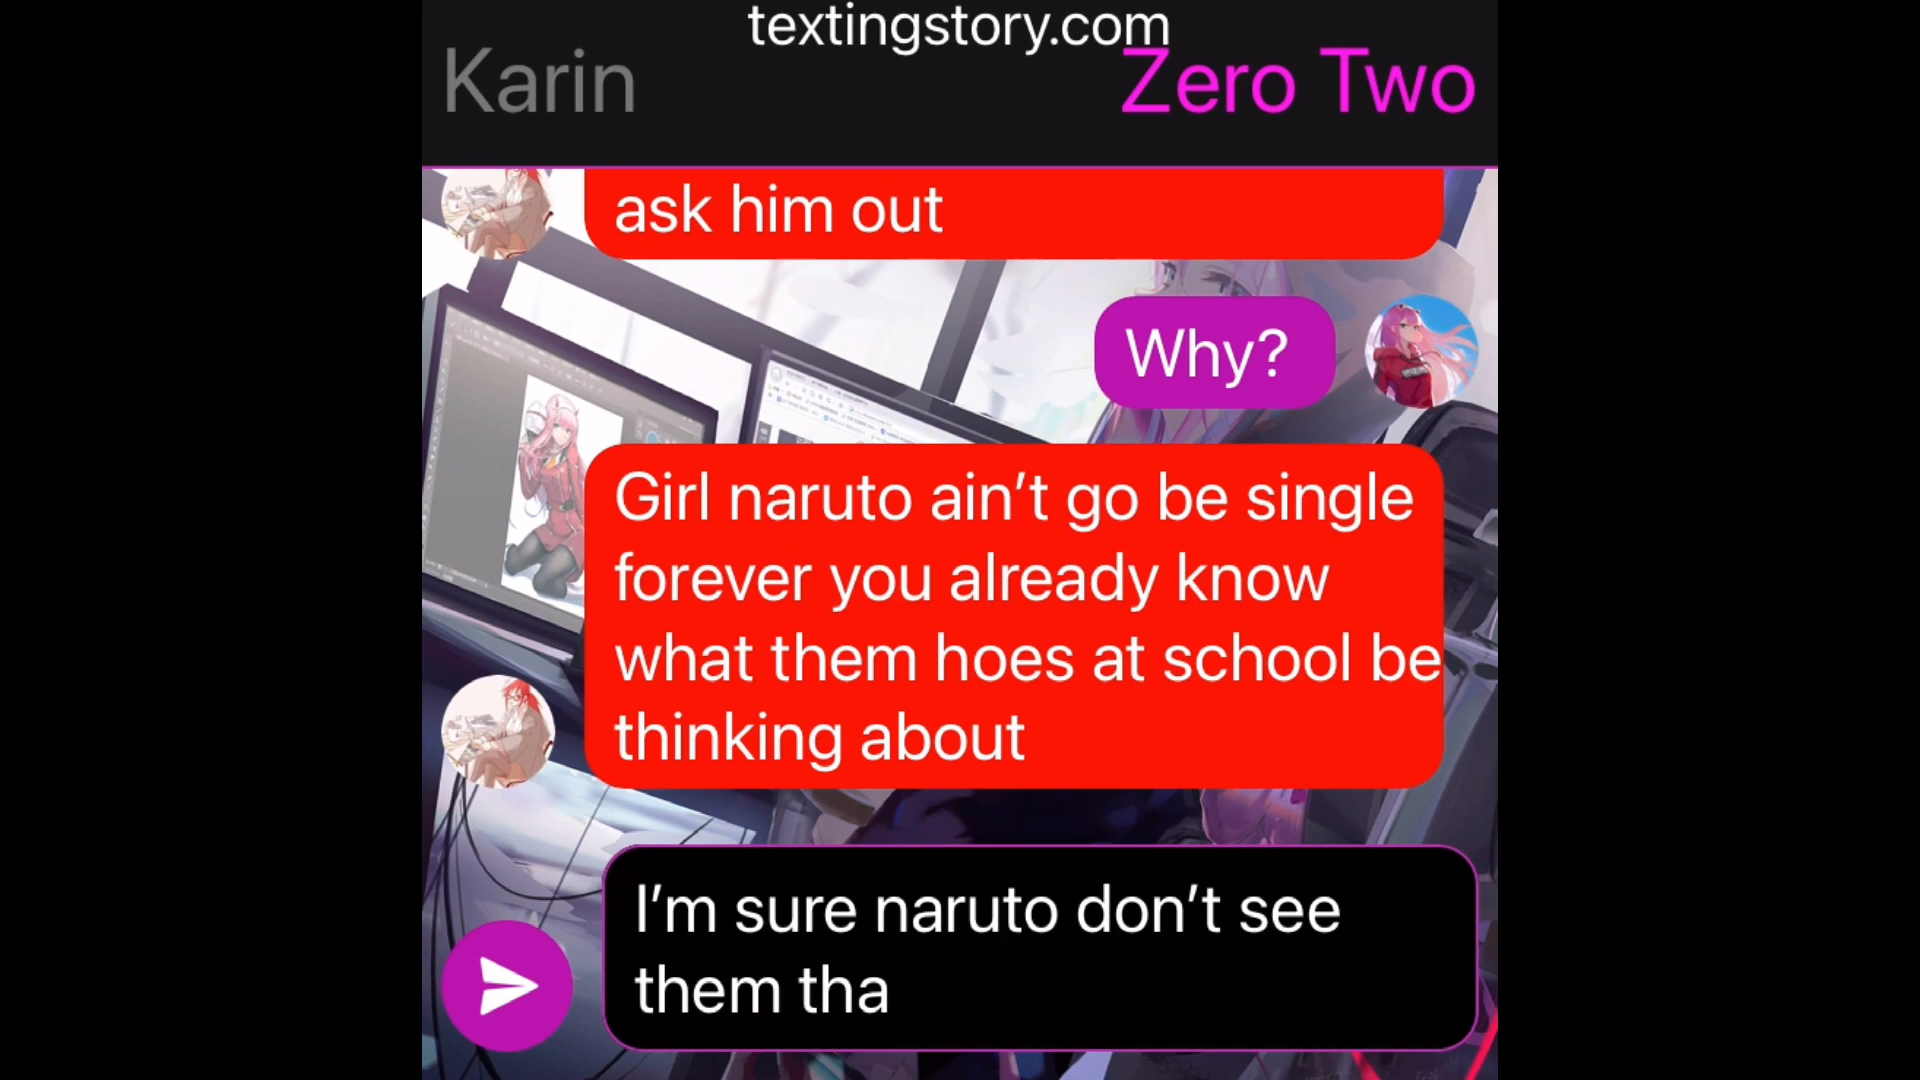 textingstory.com
Karin
Zero Two
ask him out
Why?
Girl naruto ain’t go be single
forever you already know
what them hoes at school be
thinking about
I’m sure naruto don’t see
them tha